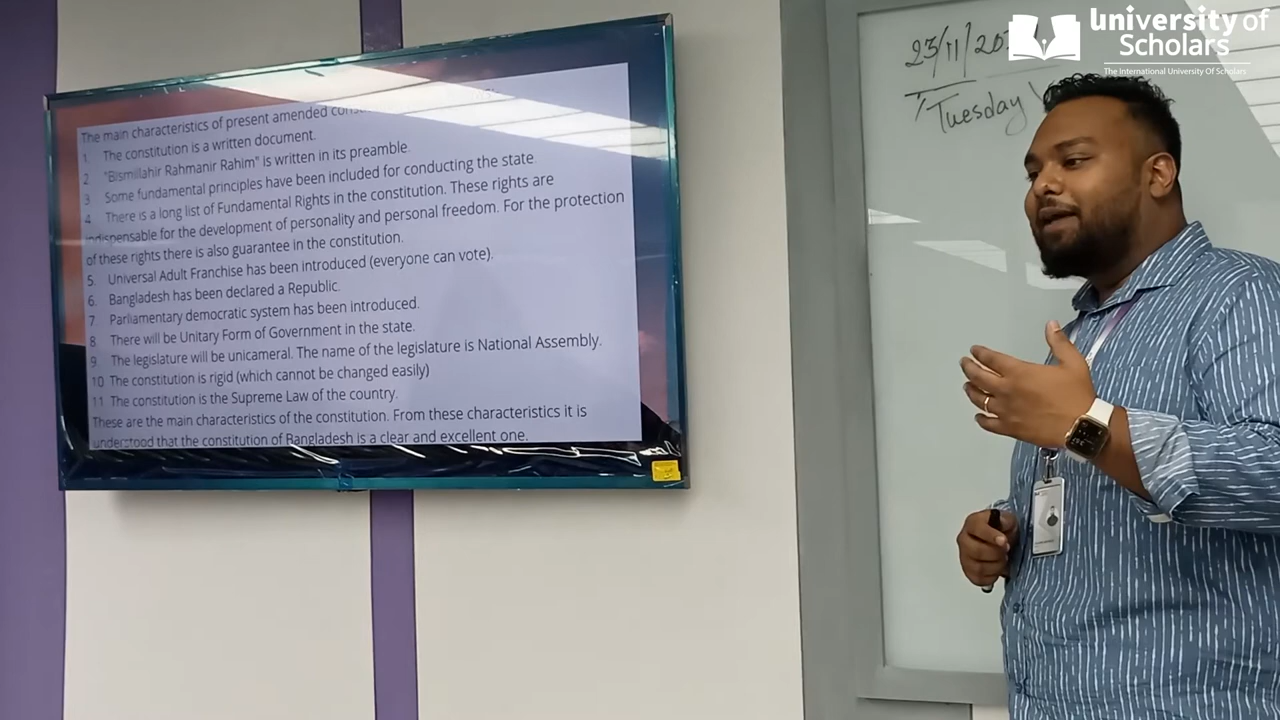 The main characteristics of present amended
1. The constitution is a written document.
2 "Bismillahir Rahmanir Rahim" is written in its preamble.
3 Some fundamental principles have been included for conducting the state.
4. There is a long list of Fundamental Rights in the constitution. These rights are
indispensable for the development of personality and personal freedom. For the protection
of these rights there is also guarantee in the constitution.
5. Universal Adult Franchise has been introduced (everyone can vote).
6. Bangladesh has been declared a Republic.
7. Parliamentary democratic system has been introduced.
8. There will be Unitary Form of Government in the state.
9. The legislature will be unicameral. The name of the legislature is National Assembly.
10 The constitution is rigid (which cannot be changed easily)
11 The constitution is the Supreme Law of the country.
These are the main characteristics of the constitution. From these characteristics it is
understood that the constitution of Bangladesh is a clear and excellent one.
23/11/20
Tuesday
University of
Scholars
The International University Of Scholars